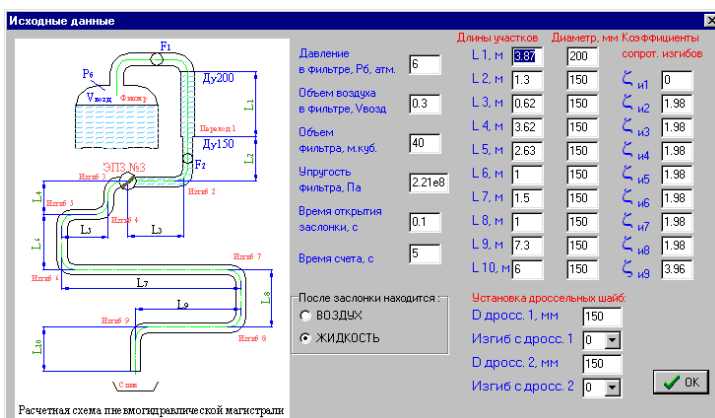 Исходные данные
F1
Рб
Ду200
Vвозд
Фильтр
L1
Переход 1
Ду150
L2
F2
ЭПЗ №3
Изгиб 3
Изгиб 2
L4
Изгиб 5
Изгиб 4
L5
L3
L6
Изгиб 7
Изгиб 6
L7
L8
L9
Изгиб 9
Изгиб 8
L10
Слив
Расчетная схема пневмогидравлической магистрали
Давление
в фильтре, Рб, атм.
6
Объем воздуха
в фильтре, Vвозд
0.3
Объем
фильтра, м.куб.
40
Упругость
фильтра, Па
2.21e8
Время открытия
заслонки, с
0.1
Время счета, с
5
После заслонки находится :
ВОЗДУХ
ЖИДКОСТЬ
Длины участков Диаметр, мм Коэффициенты
сопрот. изгибов
L 1, м 3.87 200 ζ и1 0
L 2, м 1.3 150 ζ и2 1.98
L 3, м 0.62 150 ζ и3 1.98
L 4, м 3.62 150 ζ и4 1.98
L 5, м 2.63 150 ζ и5 1.98
L 6, м 1 150 ζ и6 1.98
L 7, м 1.5 150 ζ и7 1.98
L 8, м 1 150 ζ и8 1.98
L 9, м 7.3 150 ζ и9 3.96
L 10, м 6 150
Установка дроссельных шайб:
D дросс. 1, мм 150
Изгиб с дросс. 1 0
D дросс. 2, мм 150
Изгиб с дросс. 2 0
OK